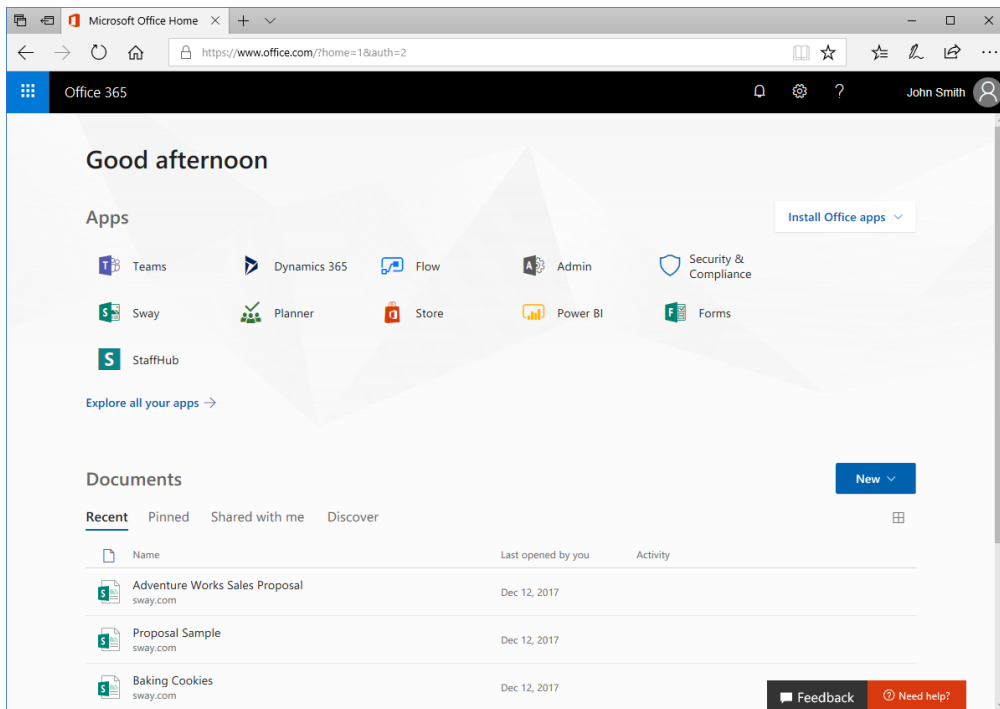 Microsoft Office Home
https://www.office.com/?home=1&auth=2
Office 365
? John Smith
Good afternoon
Apps
Install Office apps
Teams
Dynamics 365
Flow
Admin
Security &
Compliance
Sway
Planner
Store
Power BI
Forms
StaffHub
Explore all your apps
Documents
New
Recent Pinned Shared with me Discover
Name Last opened by you Activity
Adventure Works Sales Proposal
sway.com
Dec 12, 2017
Proposal Sample
sway.com
Dec 12, 2017
Baking Cookies
sway.com
Dec 12, 2017
Feedback
Need help?